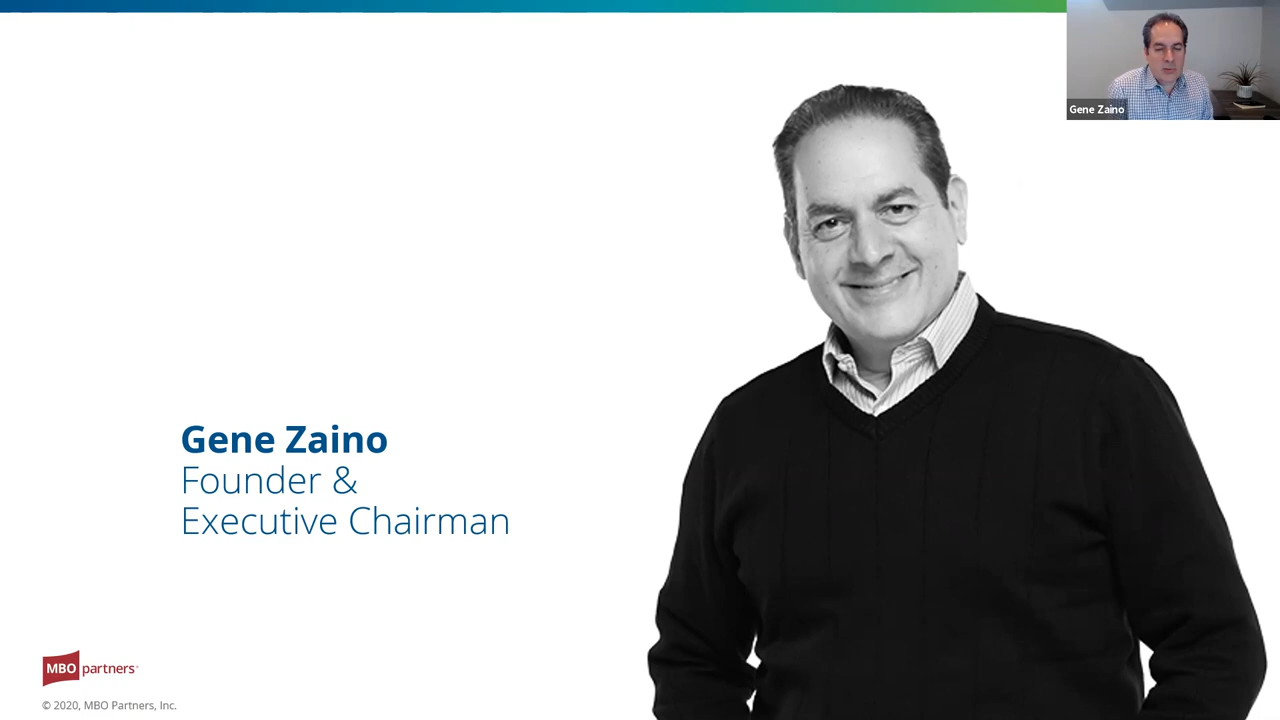 Gene Zaino
Gene Zaino
Founder &
Executive Chairman
MBO partners
© 2020, MBO Partners, Inc.